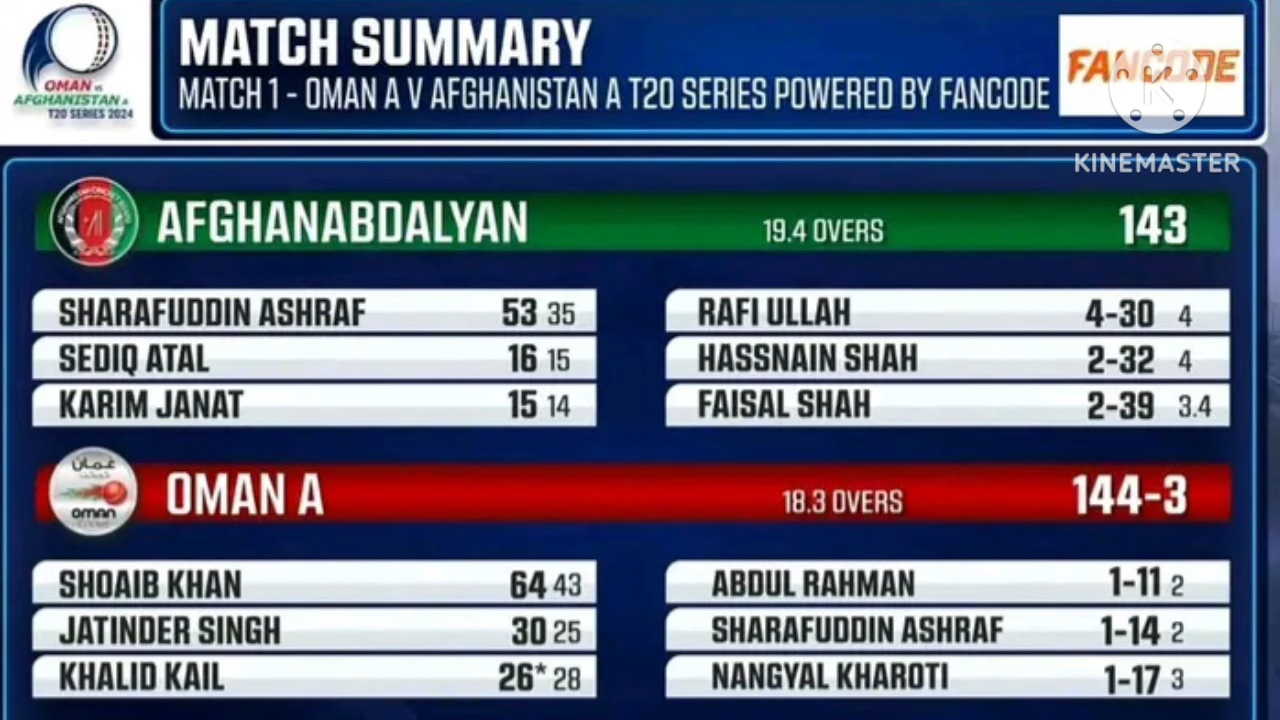 OMAN vs
AFGHANISTAN A
T20 SERIES 2024
MATCH SUMMARY
MATCH 1 - OMAN A V AFGHANISTAN A T20 SERIES POWERED BY FANCODE
FANCODE
K
KINEMASTER
AFGHANABDALYAN 19.4 OVERS 143
SHARAFUDDIN ASHRAF 53 35 RAFI ULLAH 4-30 4
SEDIQ ATAL 16 15 HASSNAIN SHAH 2-32 4
KARIM JANAT 15 14 FAISAL SHAH 2-39 3.4
عمان
oman
OMAN A 18.3 OVERS 144-3
SHOAIB KHAN 64 43 ABDUL RAHMAN 1-11 2
JATINDER SINGH 30 25 SHARAFUDDIN ASHRAF 1-14 2
KHALID KAIL 26* 28 NANGYAL KHAROTI 1-17 3